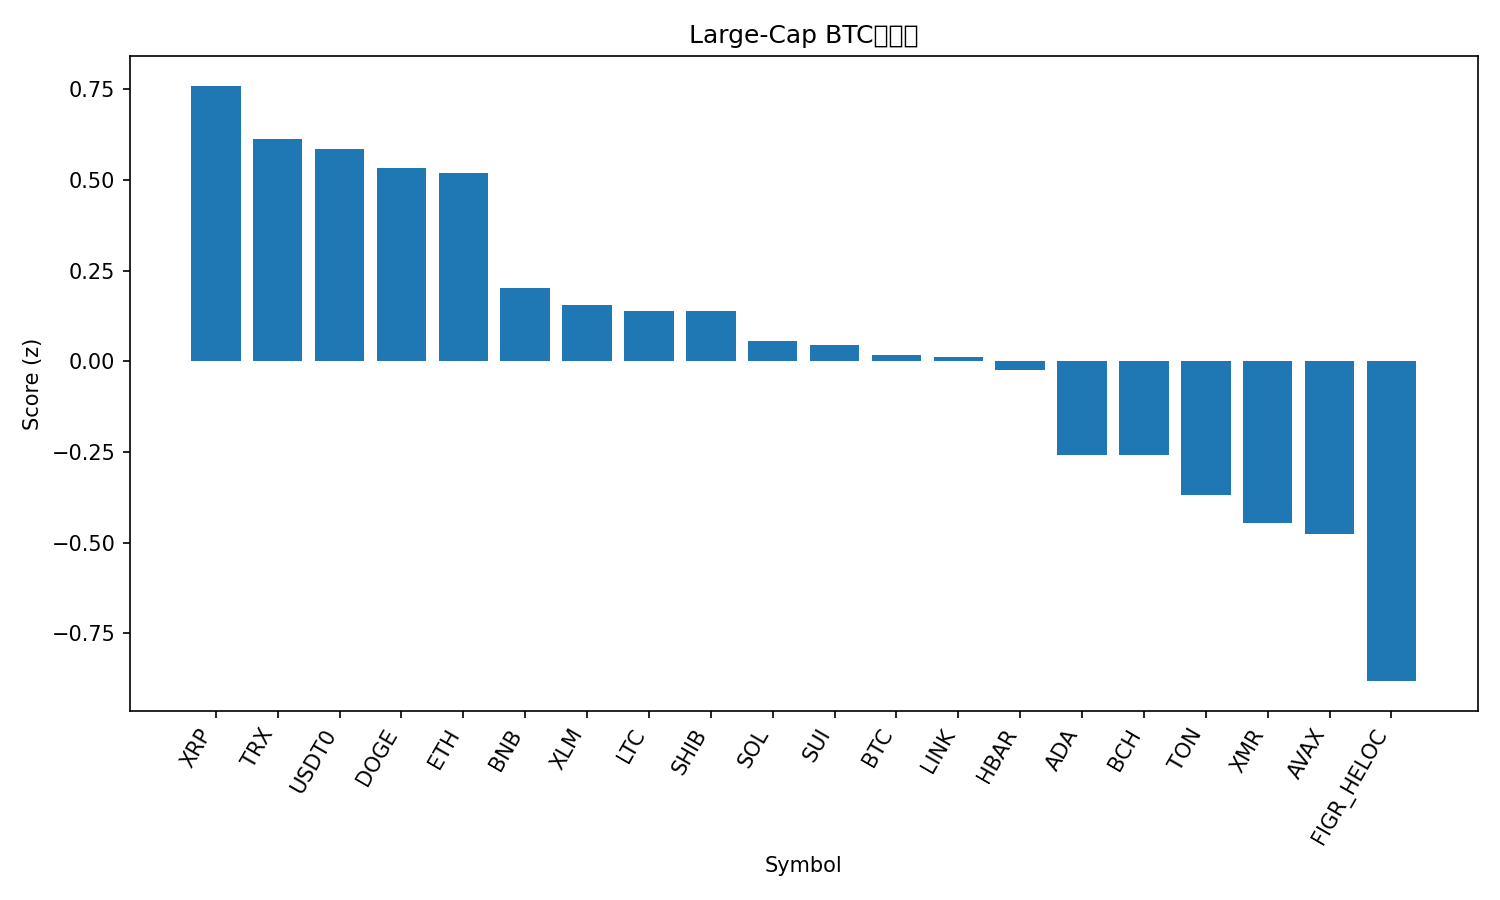 Large-Cap BTC
0.75
0.50
0.25
0.00
−0.25
−0.50
−0.75
Score (z)
XRP
TRX
USDT0
DOGE
ETH
BNB
XLM
LTC
SHIB
SOL
SUI
BTC
LINK
HBAR
ADA
BCH
TON
XMR
AVAX
FIGR_HELOC
Symbol